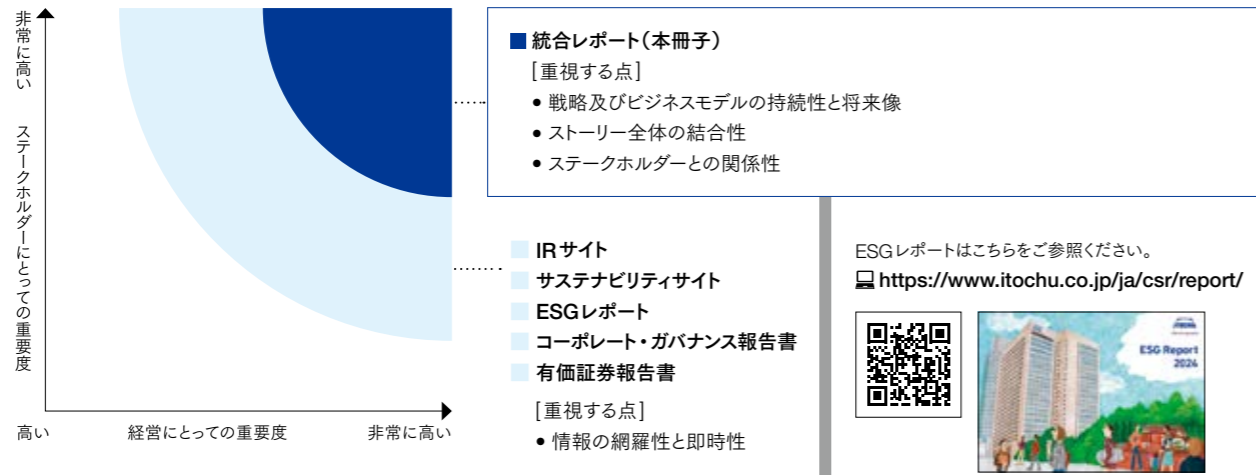 非常に高い
ステークホルダーにとっての重要度
高い
経営にとっての重要度
非常に高い
統合レポート（本冊子）
［重視する点］
• 戦略及びビジネスモデルの持続性と将来像
• ストーリー全体の結合性
• ステークホルダーとの関係性
IRサイト
サステナビリティサイト
ESGレポート
コーポレート・ガバナンス報告書
有価証券報告書
［重視する点］
• 情報の網羅性と即時性
ESGレポートはこちらをご参照ください。
https://www.itochu.co.jp/ja/csr/report/
ESG Report
2024